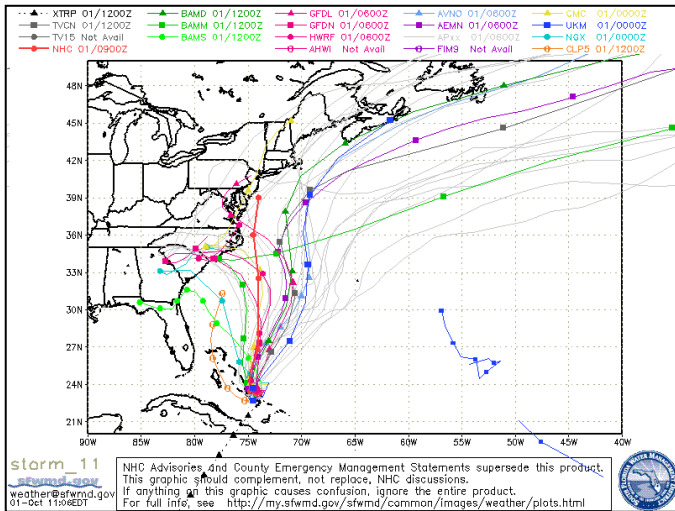 XTRP 01/1200Z BAMD 01/1200Z GFDL 01/0600Z AVNO 01/0600Z CMC 01/0000Z
TVCN 01/1200Z BAMM 01/1200Z GFDN 01/0600Z AEMN 01/0600Z UKM 01/0000Z
TV15 Not Avail BAMS 01/1200Z HWRF 01/0600Z APxx 01/0600Z NGX 01/0000Z
NHC 01/0900Z AHWI Not Avail FIM9 Not Avail CLP5 01/1200Z
48N
45N
42N
39N
36N
33N
30N
27N
24N
21N
90W 85W 80W 75W 70W 65W 60W 55W 50W 45W 40W
storm_11
sfwmd.gov
weather@sfwmd.gov
01-Oct 11:06EDT
NHC Advisories and County Emergency Management Statements supersede this product.
This graphic should complement, not replace, NHC discussions.
If anything on this graphic causes confusion, ignore the entire product.
For full info, see http://my.sfwmd.gov/sfwmd/common/images/weather/plots.html